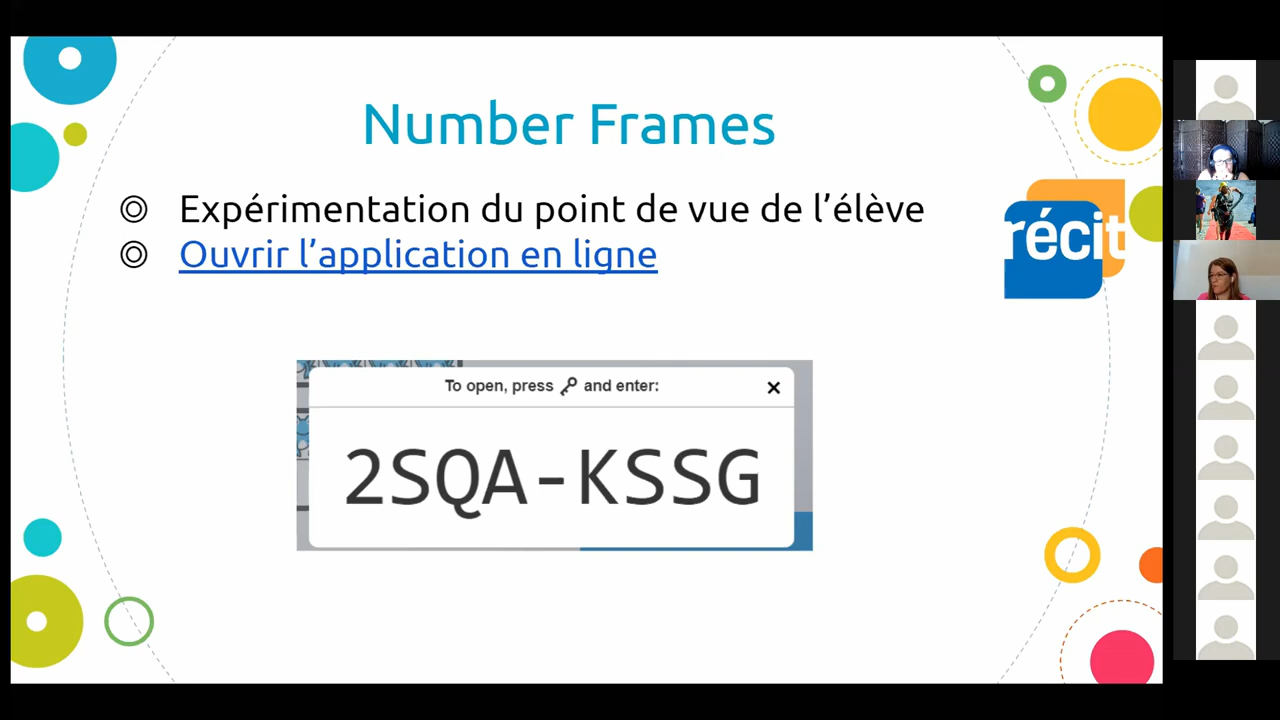 Number Frames
Expérimentation du point de vue de l’élève
Ouvrir l’application en ligne
récit
To open, press and enter:
2SQA-KSSG